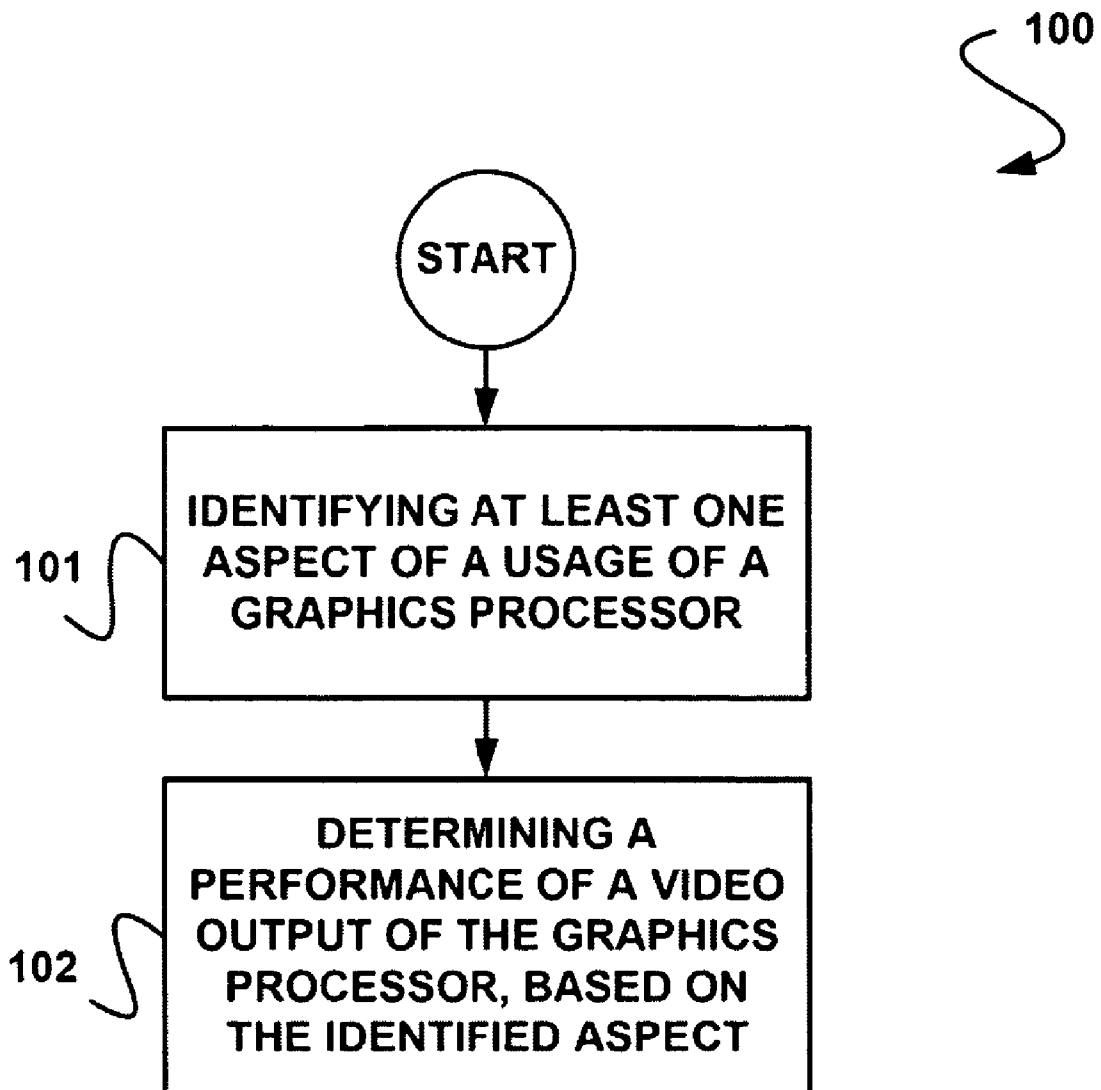 100
START
IDENTIFYING AT LEAST ONE
ASPECT OF A USAGE OF A
GRAPHICS PROCESSOR
101
DETERMINING A
PERFORMANCE OF A VIDEO
OUTPUT OF THE GRAPHICS
PROCESSOR, BASED ON
THE IDENTIFIED ASPECT
102